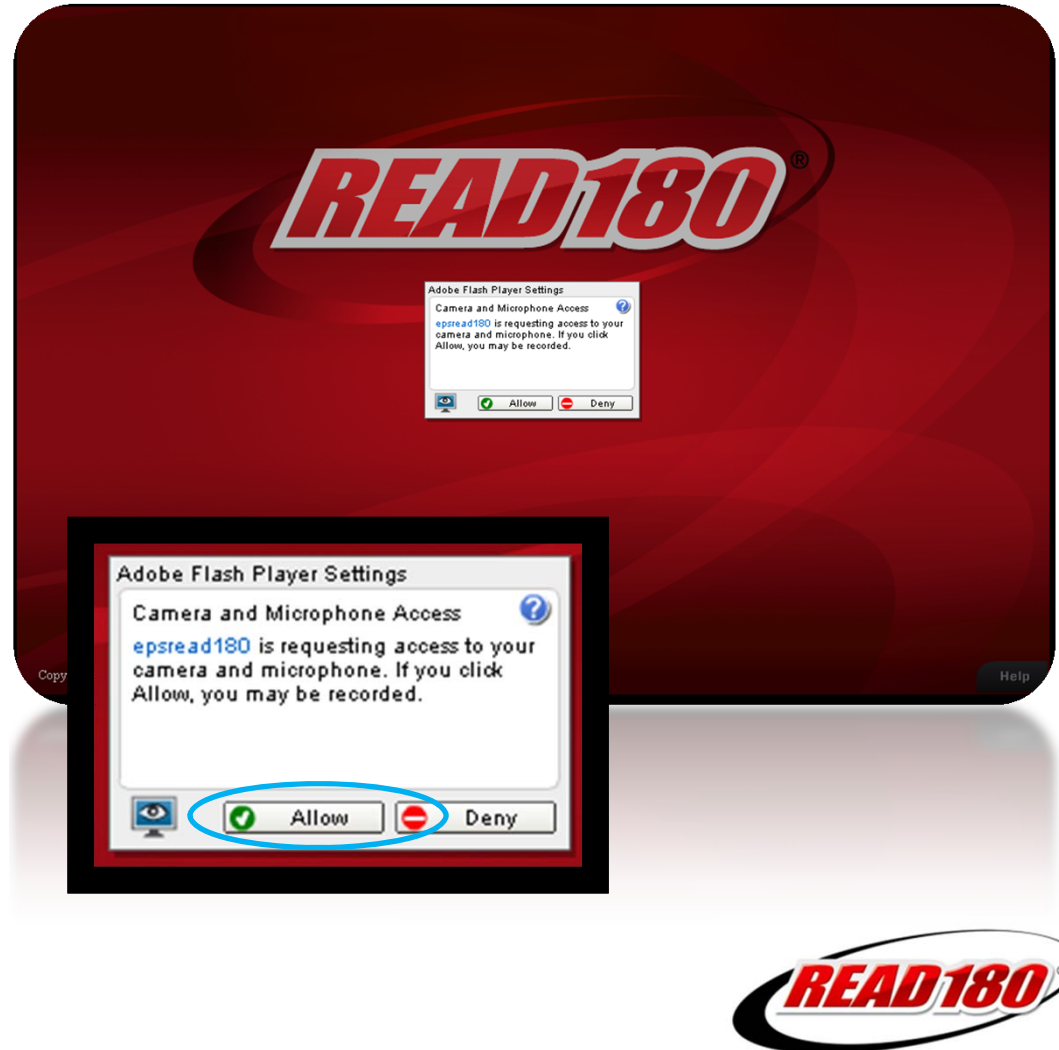 READ180®
Adobe Flash Player Settings
Camera and Microphone Access
epsread180 is requesting access to your
camera and microphone. If you click
Allow, you may be recorded.
Allow
Deny
Adobe Flash Player Settings
Camera and Microphone Access
epsread180 is requesting access to your
camera and microphone. If you click
Allow, you may be recorded.
Allow
Deny
Copy
Help
READ180